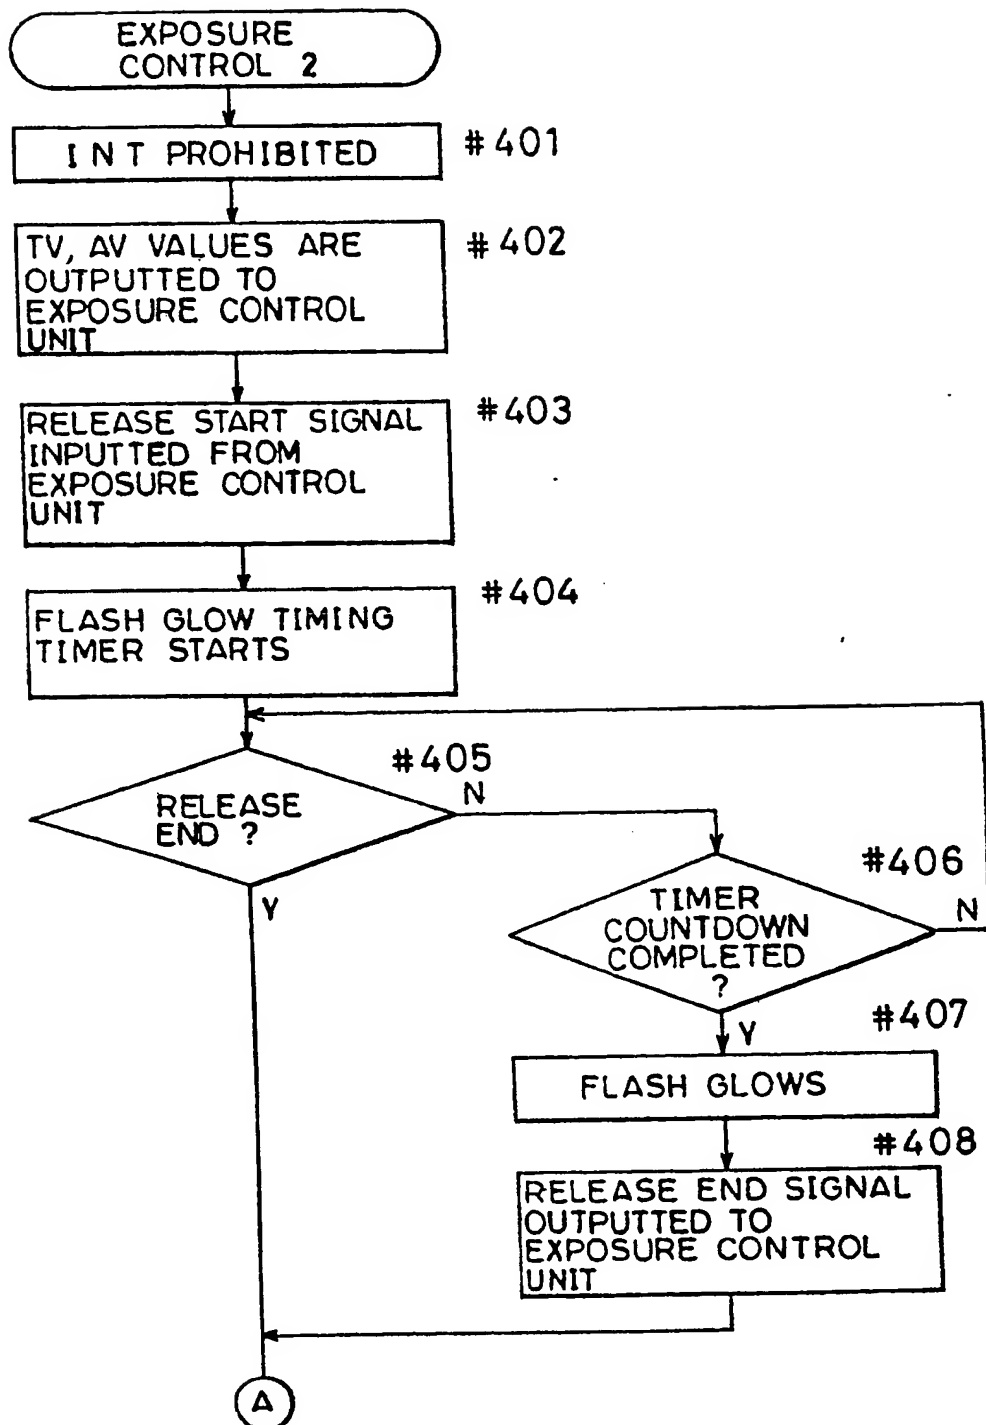 EXPOSURE
CONTROL 2
INT PROHIBITED
#401
TV, AV VALUES ARE
OUTPUTTED TO
EXPOSURE CONTROL
UNIT
#402
RELEASE START SIGNAL
INPUTTED FROM
EXPOSURE CONTROL
UNIT
#403
FLASH GLOW TIMING
TIMER STARTS
#404
#405
RELEASE
END ?
N
Y
#406
TIMER
COUNTDOWN
COMPLETED
?
N
Y
#407
FLASH GLOWS
#408
RELEASE END SIGNAL
OUTPUTTED TO
EXPOSURE CONTROL
UNIT
A